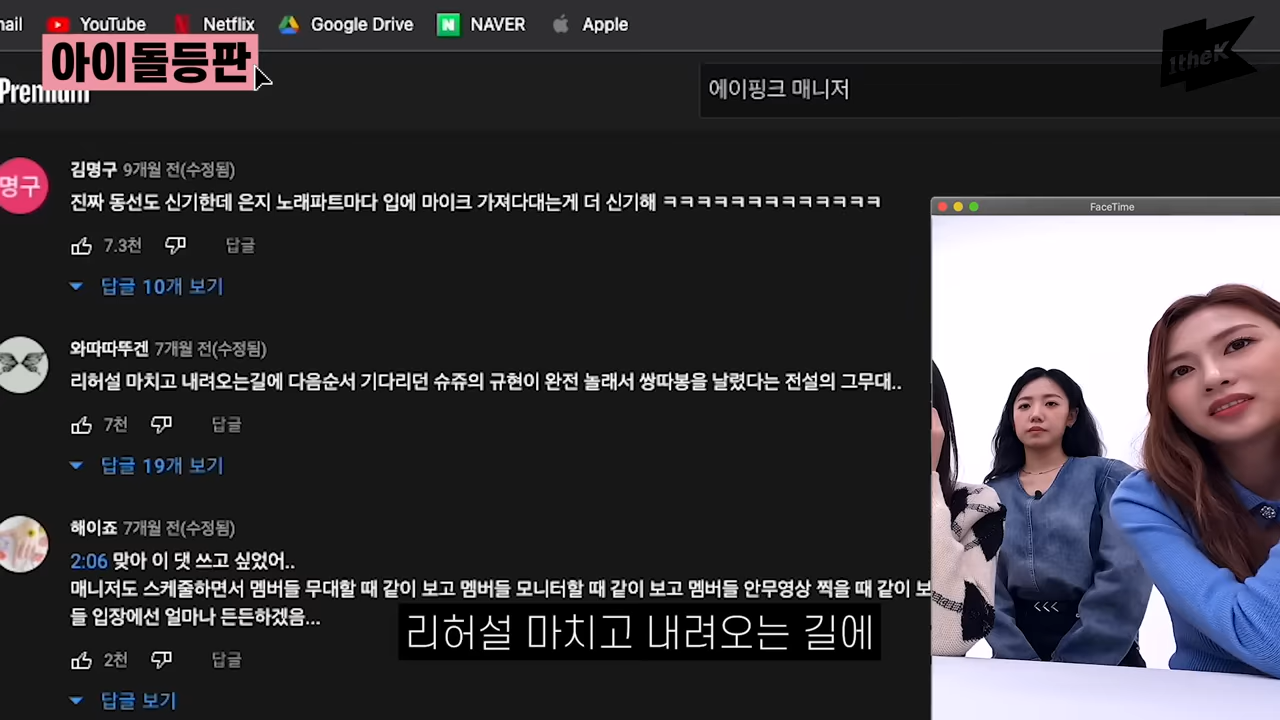 ail YouTube Netflix Google Drive NAVER Apple
아이돌등판
1theK
Premium
에이핑크 매니저
명구
김명구 9개월 전(수정됨)
진짜 동선도 신기한데 은지 노래파트마다 입에 마이크 가져다대는게 더 신기해 ㅋㅋㅋㅋㅋㅋㅋㅋㅋㅋㅋㅋㅋ
7.3천 답글
답글 10개 보기
FaceTime
와따따뚜겐 7개월 전(수정됨)
리허설 마치고 내려오는길에 다음순서 기다리던 슈쥬의 규현이 완전 놀래서 쌍따봉을 날렸다는 전설의 그무대..
7천 답글
답글 19개 보기
해이죠 7개월 전(수정됨)
2:06 맞아 이 댓 쓰고 싶었어..
매니저도 스케줄하면서 멤버들 무대할 때 같이 보고 멤버들 모니터할 때 같이 보고 멤버들 안무영상 찍을 때 같이 보
들 입장에선 얼마나 든든하겠음...
리허설 마치고 내려오는 길에
2천 답글
답글 보기